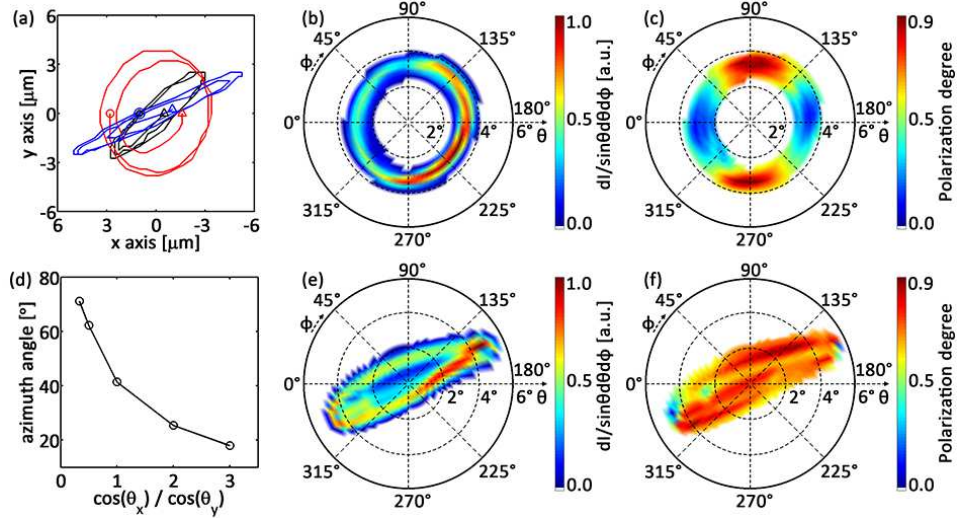 (a)
6
3
0
-3
-6
y axis [μm]
6 3 0 -3 -6
x axis [μm]
(b)
90°
45° 135°
ϕ
0° 180°
2° 4° 6° θ
315° 225°
270°
1.0
0.5
0.0
dI/sinθdθdϕ [a.u.]
(c)
90°
45° 135°
ϕ
0° 180°
2° 4° 6° θ
315° 225°
270°
0.9
0.5
0.0
Polarization degree
(d)
80
60
40
20
azimuth angle [°]
0 1 2 3
cos(θx) / cos(θy)
(e)
90°
45° 135°
ϕ
0° 180°
2° 4° 6° θ
315° 225°
270°
1.0
0.5
0.0
dI/sinθdθdϕ [a.u.]
(f)
90°
45° 135°
ϕ
0° 180°
2° 4° 6° θ
315° 225°
270°
0.9
0.5
0.0
Polarization degree